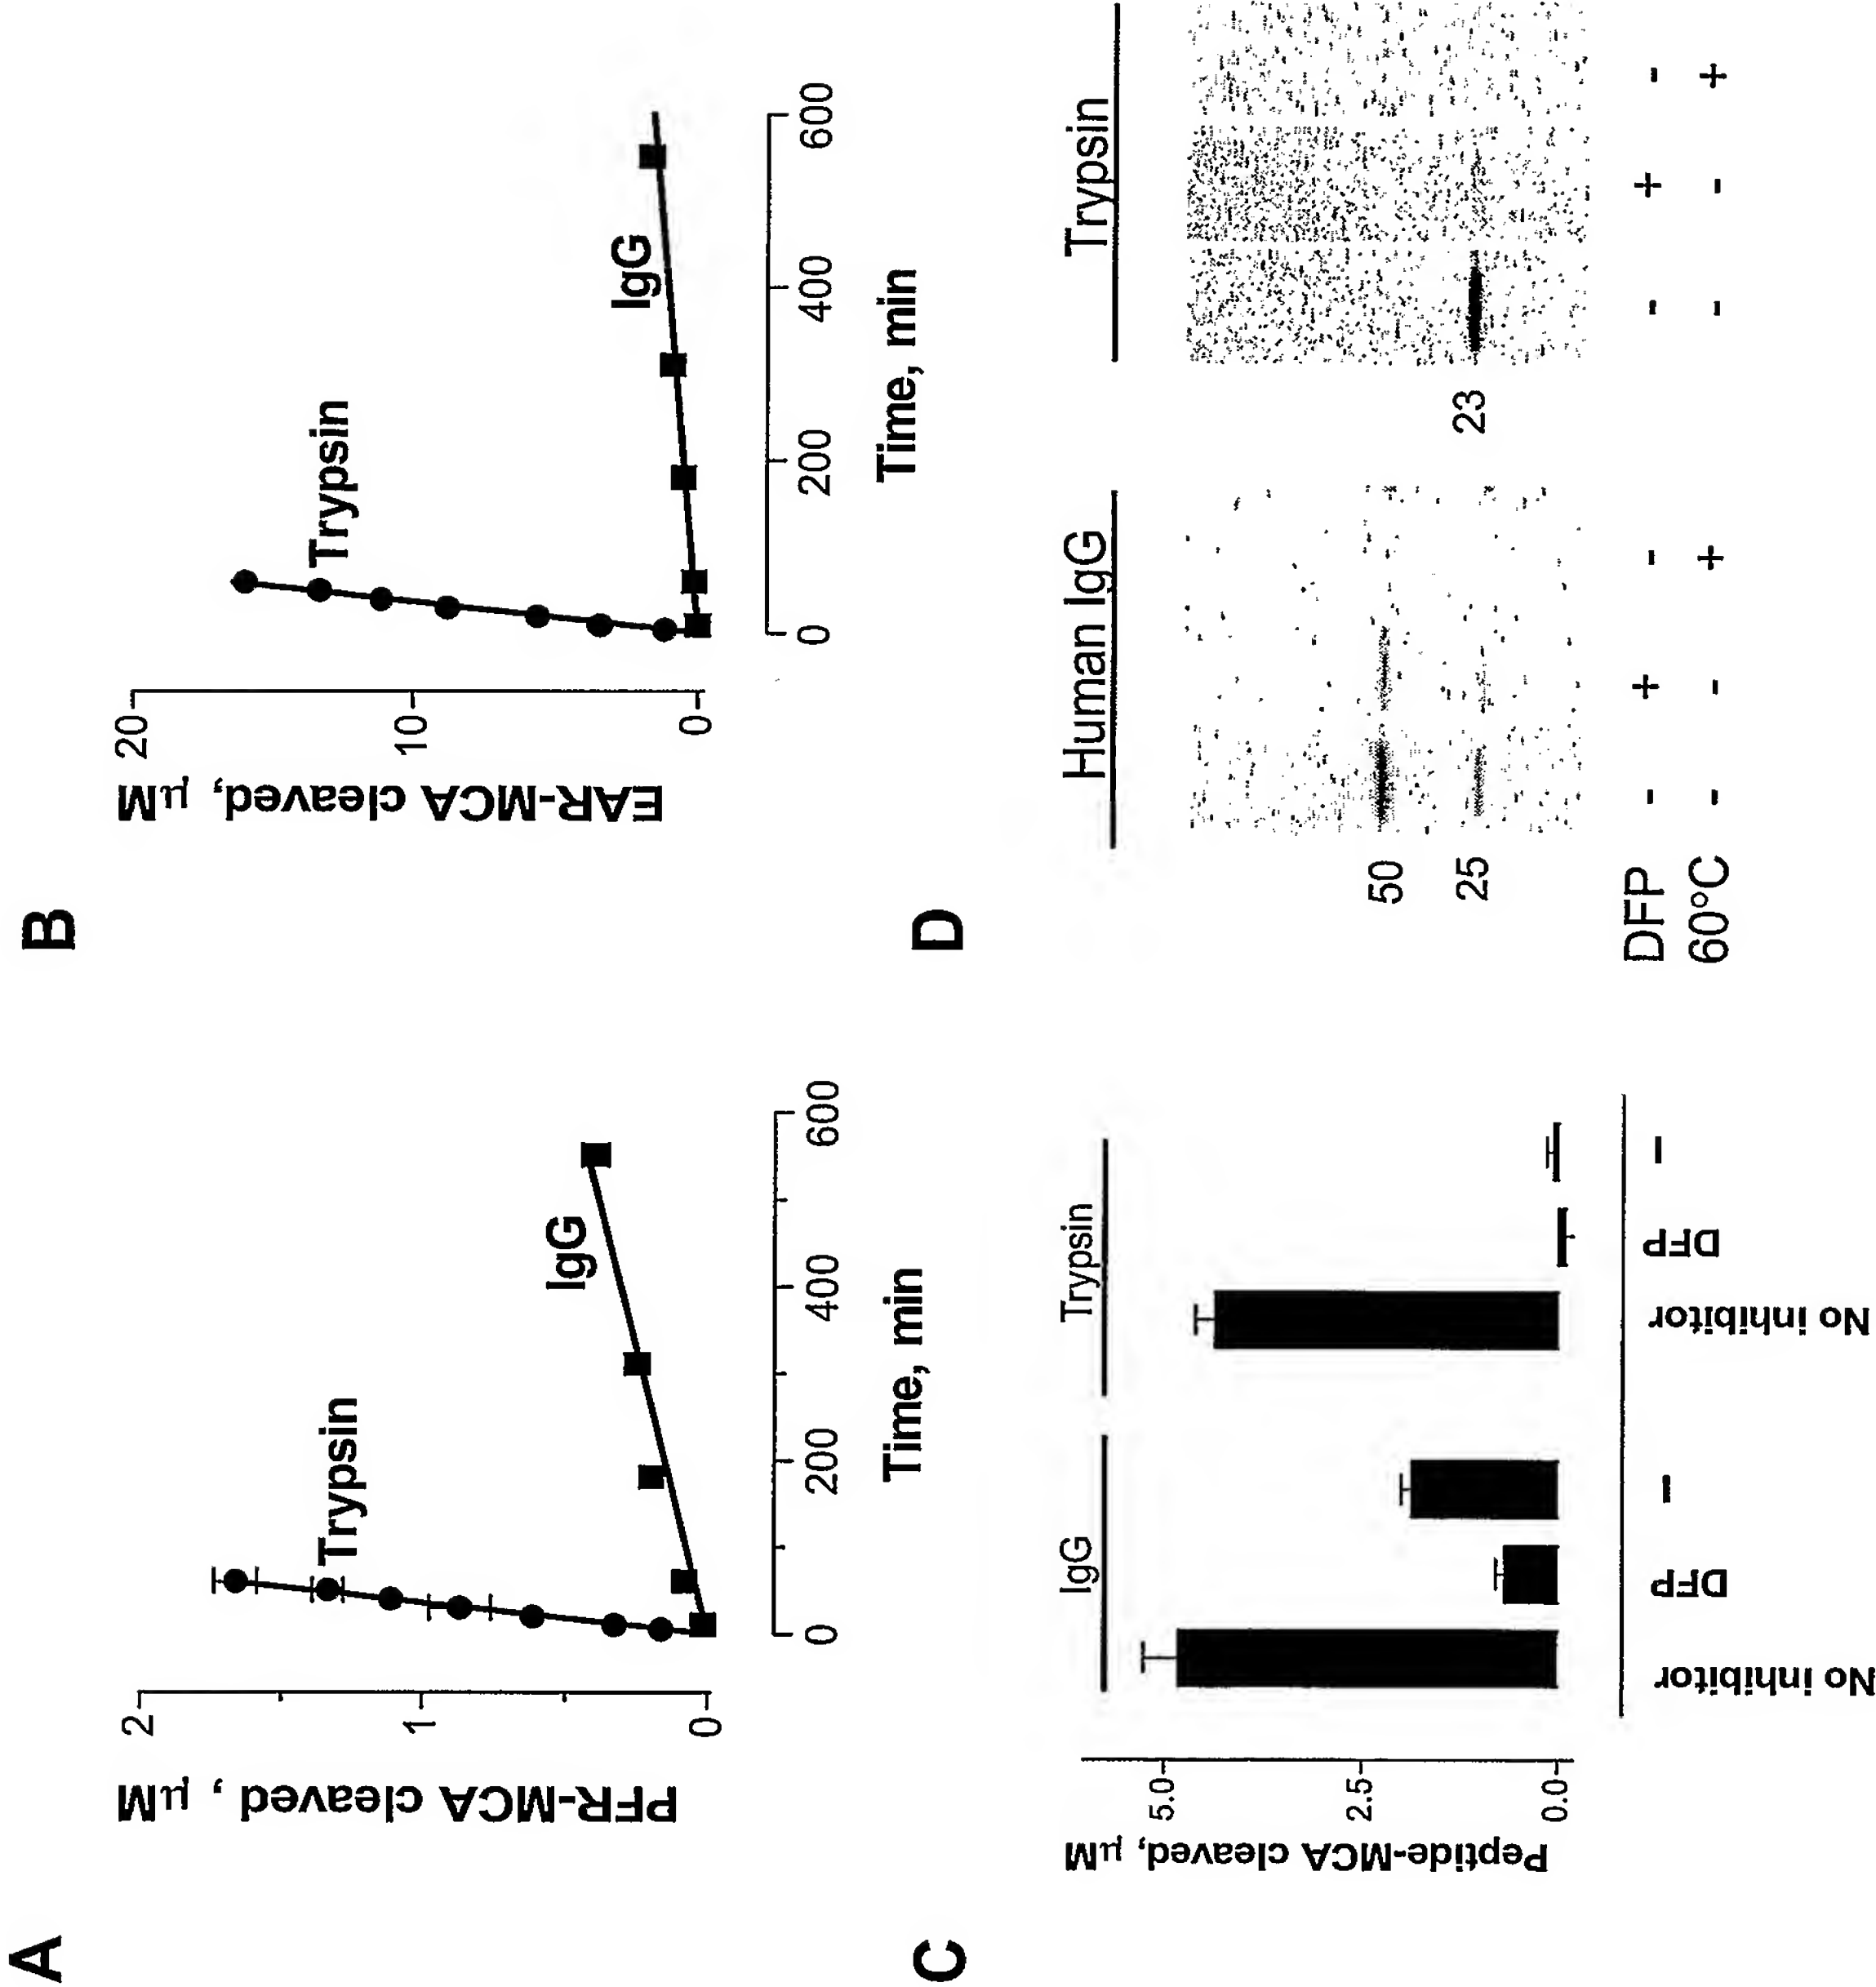 A
PFR-MCA cleaved , μM
2
1
0
Trypsin
IgG
0 200 400 600
Time, min
B
EAR-MCA cleaved, μM
20
10
0
Trypsin
IgG
0 200 400 600
Time, min
C
Peptide-MCA cleaved, μM
5.0
2.5
0.0
IgG Trypsin
No inhibitor DFP I No inhibitor DFP I
D
Human IgG Trypsin
50
25
23
DFP - + - - + -
60°C - - + - - +